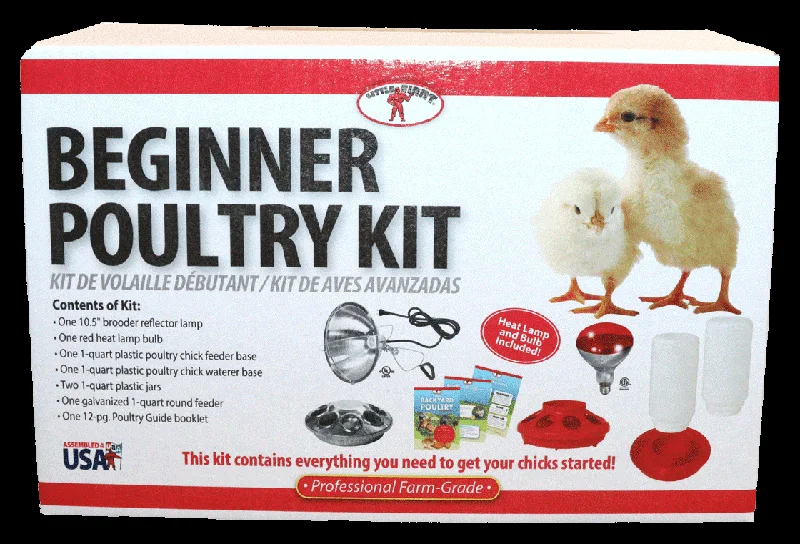 LITTLE GIANT
BEGINNER
POULTRY KIT
KIT DE VOLAILLE DÉBUTANT / KIT DE AVES AVANZADAS
Contents of Kit:
• One 10.5" brooder reflector lamp
• One red heat lamp bulb
• One 1-quart plastic poultry chick feeder base
• One 1-quart plastic poultry chick waterer base
• Two 1-quart plastic jars
• One galvanized 1-quart round feeder
• One 12-pg. Poultry Guide booklet
Heat Lamp
and Bulb
Included!
BACKYARD
POULTRY
ASSEMBLED
USA
This kit contains everything you need to get your chicks started!
• Professional Farm-Grade •